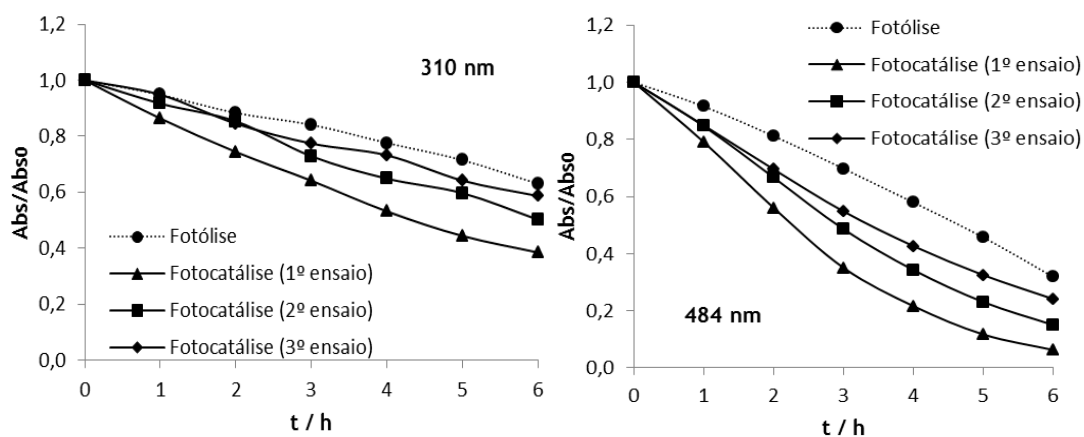 1,2
1,0
0,8
0,6
0,4
0,2
0,0
Abs/Abs0
310 nm
Fotólise
Fotocatálise (1º ensaio)
Fotocatálise (2º ensaio)
Fotocatálise (3º ensaio)
0 1 2 3 4 5 6
t / h
1,2
1,0
0,8
0,6
0,4
0,2
0,0
Abs/Abs0
Fotólise
Fotocatálise (1º ensaio)
Fotocatálise (2º ensaio)
Fotocatálise (3º ensaio)
484 nm
0 1 2 3 4 5 6
t / h